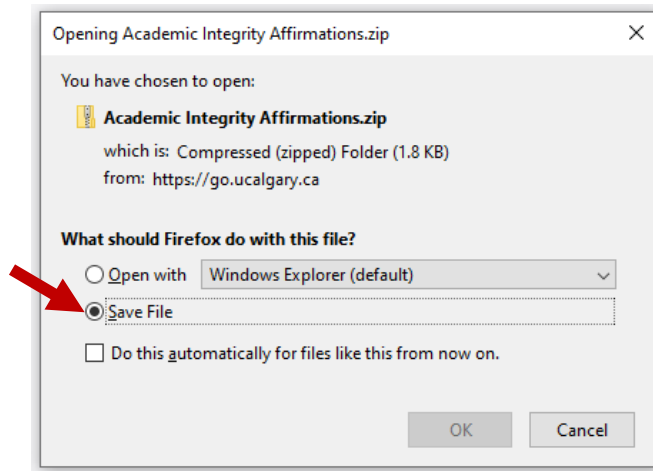 Opening Academic Integrity Affirmations.zip
You have chosen to open:
Academic Integrity Affirmations.zip
which is: Compressed (zipped) Folder (1.8 KB)
from: https://go.ucalgary.ca
What should Firefox do with this file?
Open with Windows Explorer (default)
Save File
Do this automatically for files like this from now on.
OK Cancel